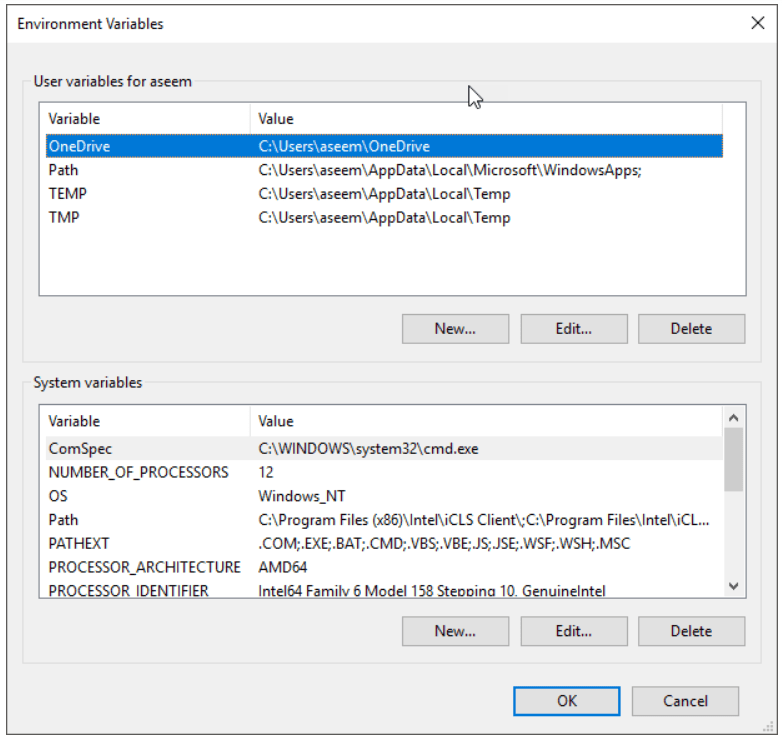 Environment Variables
User variables for aseem
Variable Value
OneDrive C:\Users\aseem\OneDrive
Path C:\Users\aseem\AppData\Local\Microsoft\WindowsApps;
TEMP C:\Users\aseem\AppData\Local\Temp
TMP C:\Users\aseem\AppData\Local\Temp
New... Edit... Delete
System variables
Variable Value
ComSpec C:\WINDOWS\system32\cmd.exe
NUMBER_OF_PROCESSORS 12
OS Windows_NT
Path C:\Program Files (x86)\Intel\iCLS Client\;C:\Program Files\Intel\iCL...
PATHEXT .COM;.EXE;.BAT;.CMD;.VBS;.VBE;.JS;.JSE;.WSF;.WSH;.MSC
PROCESSOR_ARCHITECTURE AMD64
PROCESSOR_IDENTIFIER Intel64 Family 6 Model 158 Stepping 10, GenuineIntel
New... Edit... Delete
OK Cancel